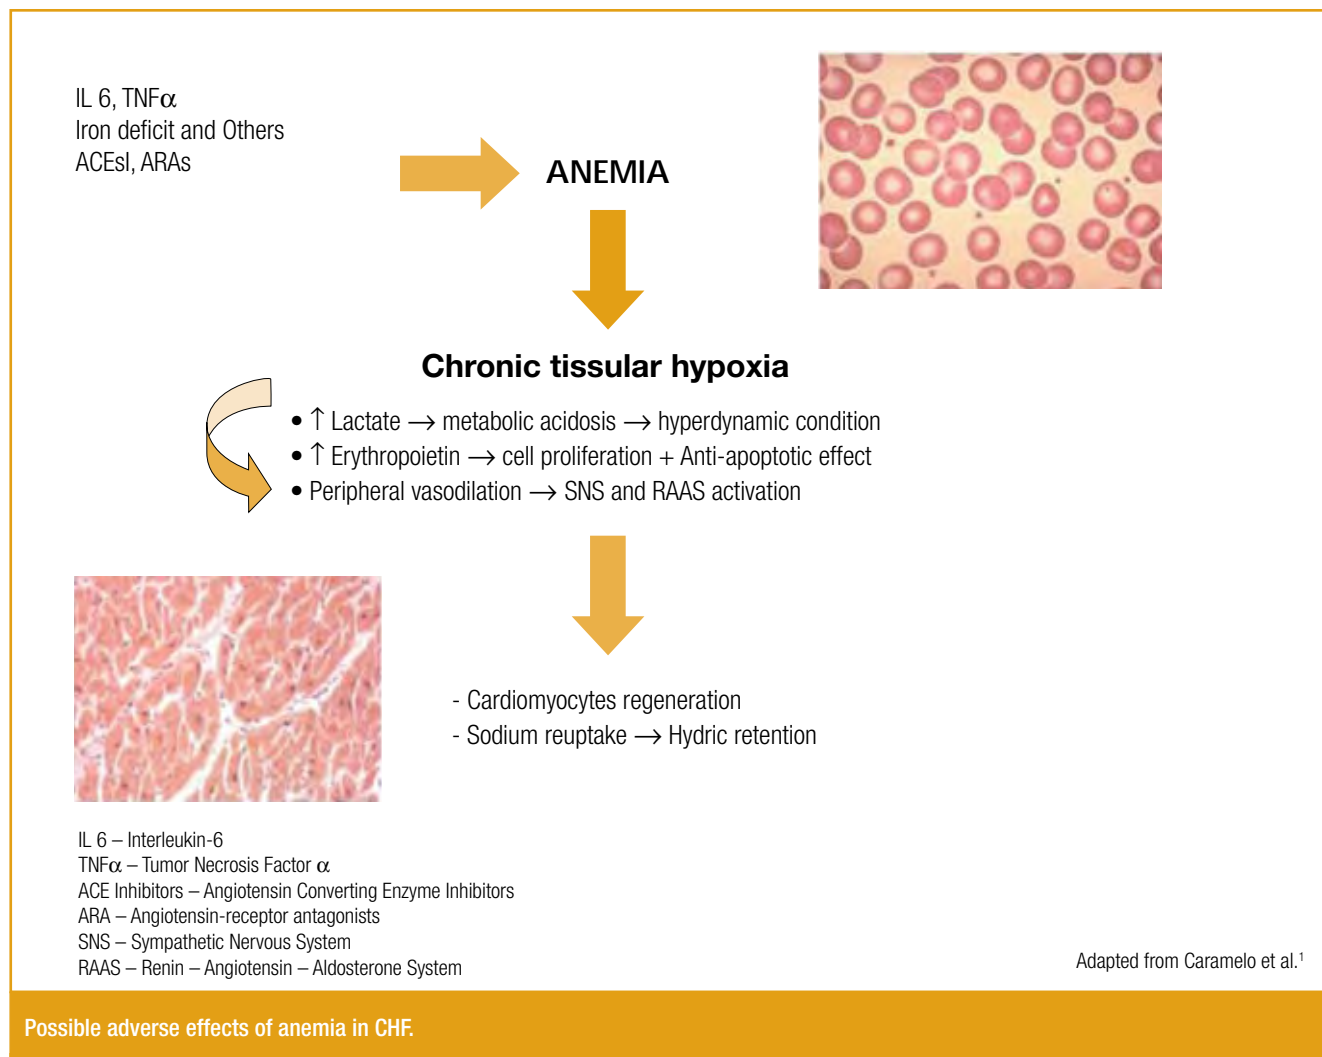 IL 6, TNFα
Iron deficit and Others
ACEsI, ARAs
ANEMIA
Chronic tissular hypoxia
• ↑ Lactate → metabolic acidosis → hyperdynamic condition
• ↑ Erythropoietin → cell proliferation + Anti-apoptotic effect
• Peripheral vasodilation → SNS and RAAS activation
- Cardiomyocytes regeneration
- Sodium reuptake → Hydric retention
IL 6 – Interleukin-6
TNFα – Tumor Necrosis Factor α
ACE Inhibitors – Angiotensin Converting Enzyme Inhibitors
ARA – Angiotensin-receptor antagonists
SNS – Sympathetic Nervous System
RAAS – Renin – Angiotensin – Aldosterone System
Adapted from Caramelo et al.¹
Possible adverse effects of anemia in CHF.